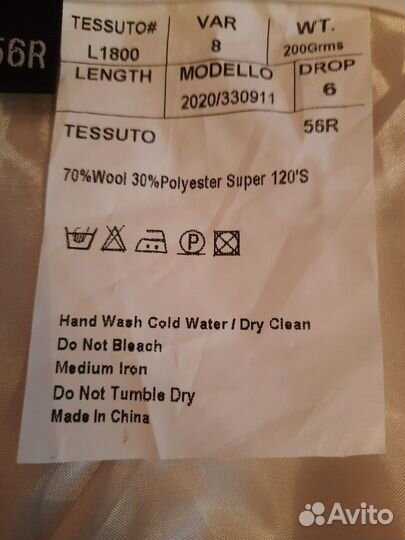 56R
TESSUTO# VAR WT.
L1800 8 200Grms
LENGTH MODELLO DROP
2020/330911 6
TESSUTO 56R
70%Wool 30%Polyester Super 120'S
P
Hand Wash Cold Water / Dry Clean
Do Not Bleach
Medium Iron
Do Not Tumble Dry
Made In China
Avito